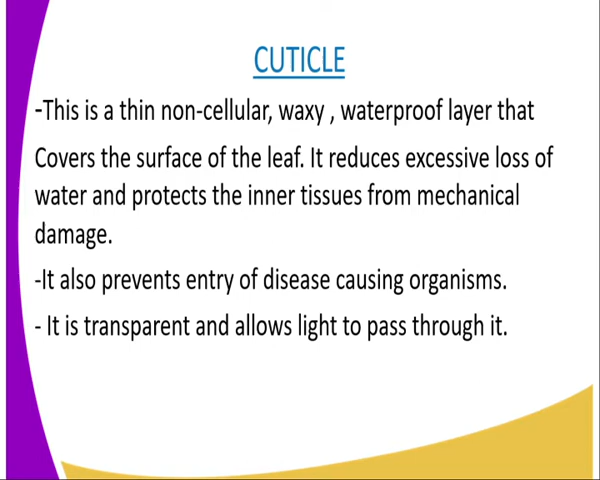 CUTICLE
-This is a thin non-cellular, waxy , waterproof layer that
Covers the surface of the leaf. It reduces excessive loss of
water and protects the inner tissues from mechanical
damage.
-It also prevents entry of disease causing organisms.
- It is transparent and allows light to pass through it.